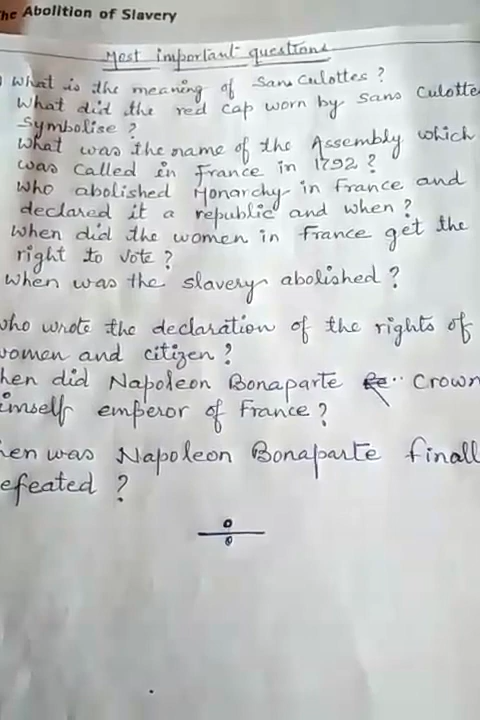 he Abolition of Slavery
Most important questions
What is the meaning of Sans Culottes ?
What did the red cap worn by Sans Culotte
Symbolise ?
What was the name of the Assembly which
was called in France in 1792 ?
Who abolished Monarchy in France and
declared it a republic and when ?
When did the women in France get the
right to vote ?
When was the slavery abolished ?
who wrote the declaration of the rights of
women and citizen ?
hen did Napoleon Bonaparte Crown
imself emperor of France ?
en was Napoleon Bonaparte finall
efeated ?